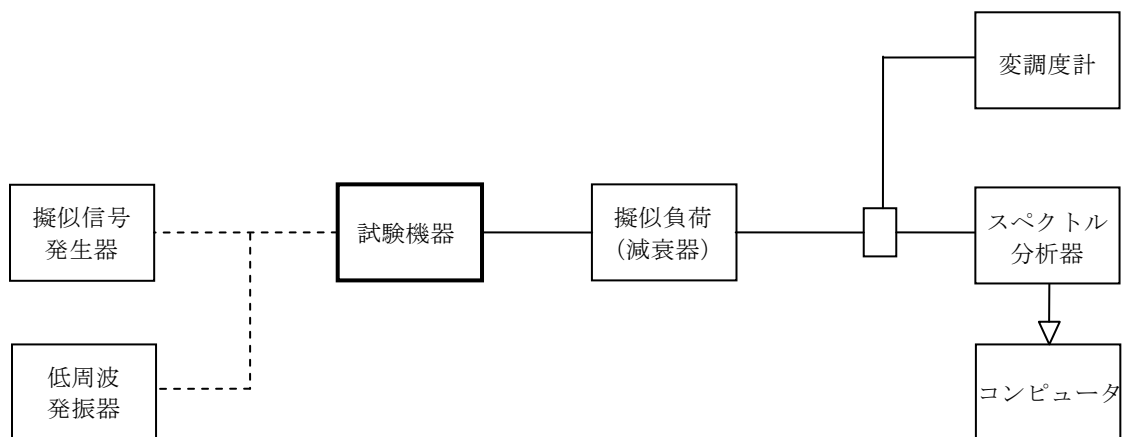 変調度計
擬似信号
発生器
試験機器
擬似負荷
(減衰器)
スペクトル
分析器
低周波
発振器
コンピュータ